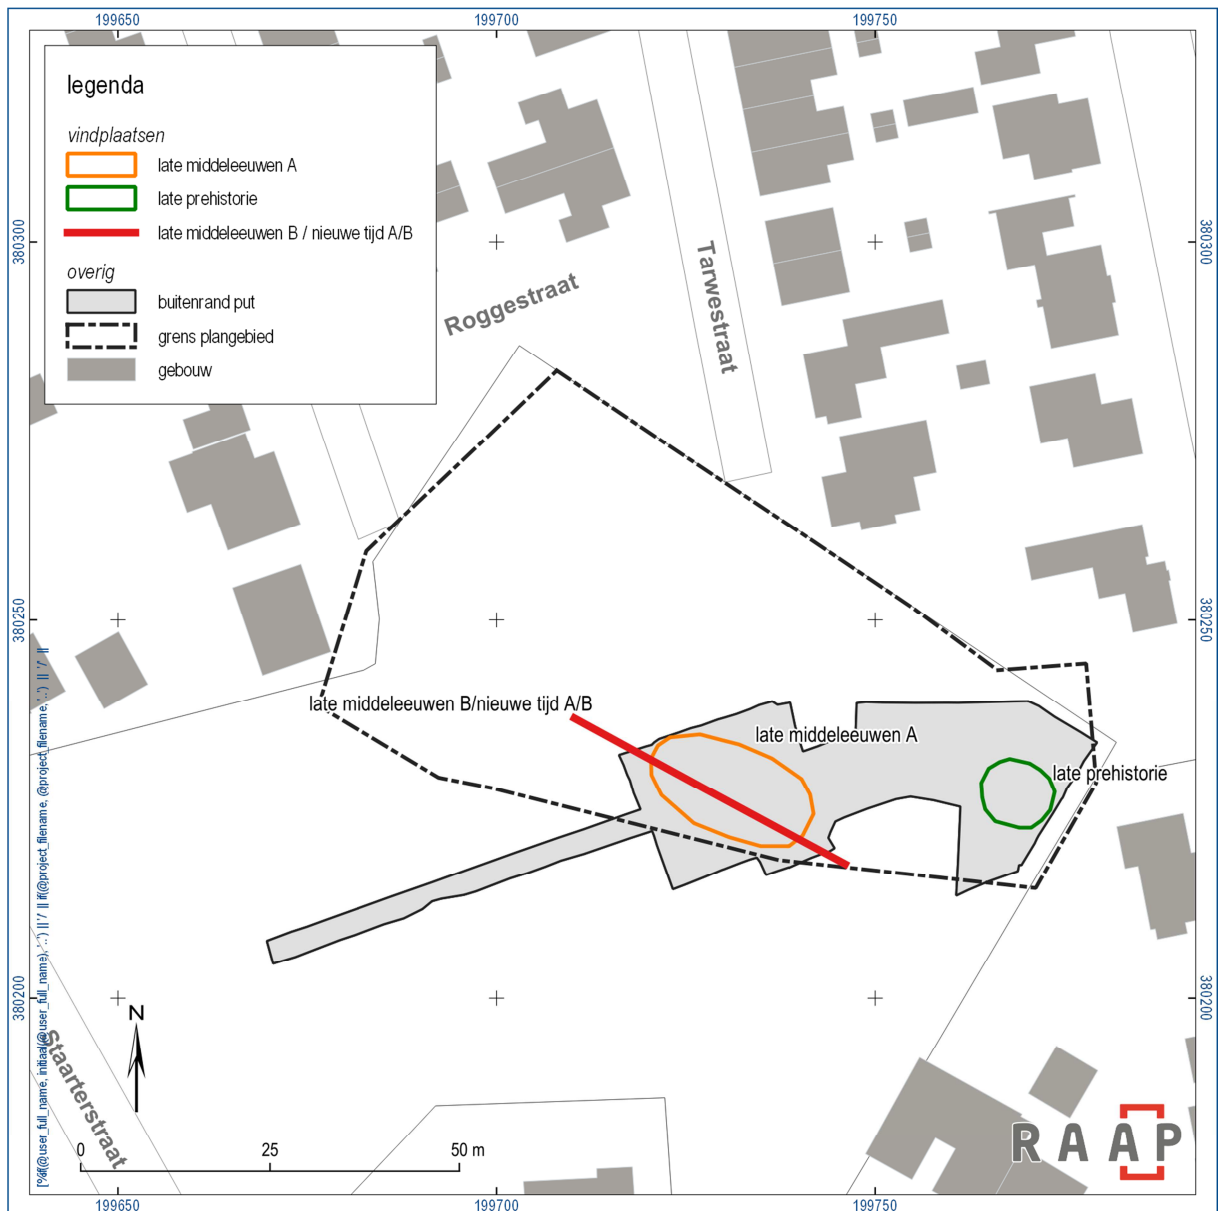 199650
199700
199750
legenda
vindplaatsen
late middeleeuwen A
late prehistorie
late middeleeuwen B / nieuwe tijd A/B
overig
buitenrand put
grens plangebied
gebouw
380300
380300
Roggestraat
Tarwestraat
380250
380250
late middeleeuwen B/nieuwe tijd A/B
late middeleeuwen A
late prehistorie
380200
380200
N
Staarterstraat
0
25
50 m
RAAP
199650
199700
199750